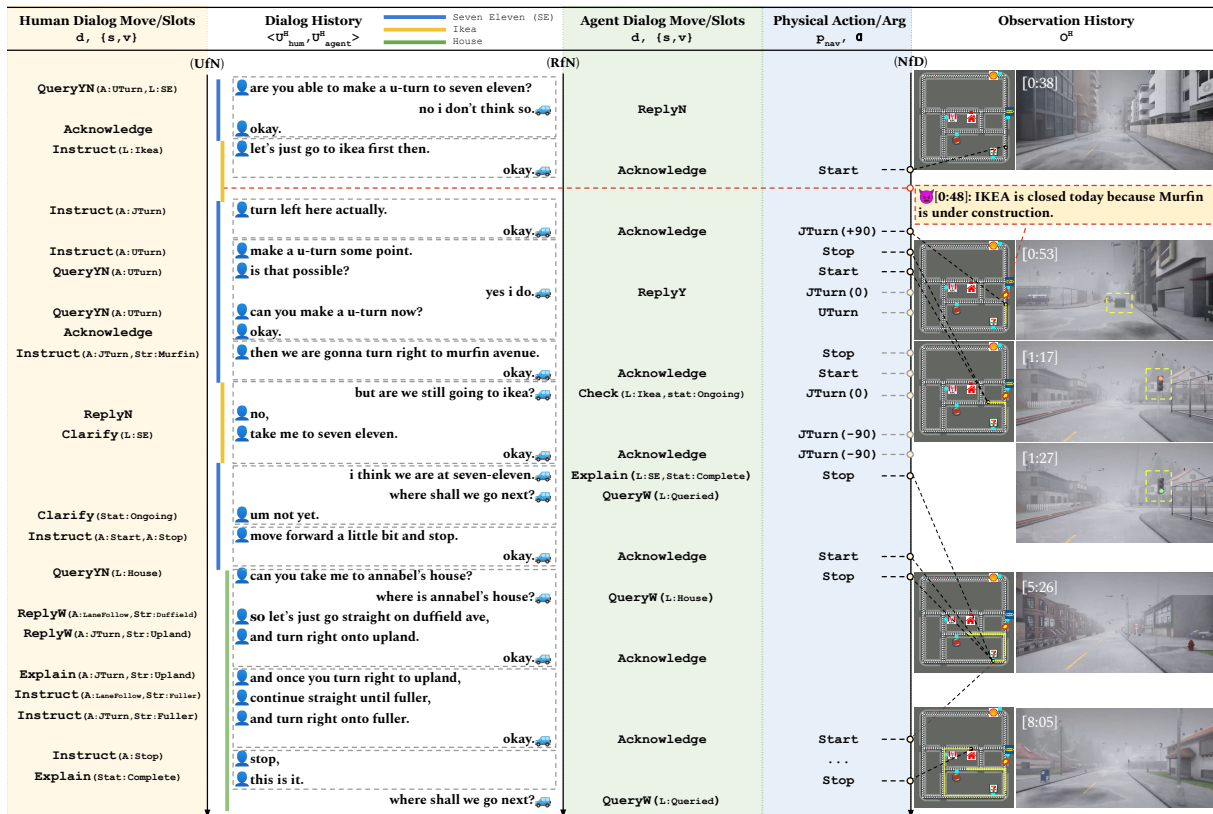 Human Dialog Move/Slots Dialog History Seven Eleven (SE) Agent Dialog Move/Slots Physical Action/Arg Observation History
d, {s,v} <U^H_hum,U^H_agent> Ikea d, {s,v} p_nav, α O^H
House
(UfN) (RfN) (NfD)
QueryYN(A:UTurn,L:SE) are you able to make a u-turn to seven eleven? [0:38]
no i don't think so. ReplyN
Acknowledge okay.
Instruct(L:Ikea) let's just go to ikea first then.
okay. Acknowledge Start
[0:48]: IKEA is closed today because Murfin
is under construction.
Instruct(A:JTurn) turn left here actually.
okay. Acknowledge JTurn(+90)
Instruct(A:UTurn) make a u-turn some point. Stop [0:53]
QueryYN(A:UTurn) is that possible? Start
yes i do. ReplyY JTurn(0)
QueryYN(A:UTurn) can you make a u-turn now? UTurn
Acknowledge okay.
Instruct(A:JTurn,Str:Murfin) then we are gonna turn right to murfin avenue. Stop [1:17]
okay. Acknowledge Start
but are we still going to ikea? Check(L:Ikea,stat:Ongoing) JTurn(0)
ReplyN no,
Clarify(L:SE) take me to seven eleven. JTurn(-90)
okay. Acknowledge JTurn(-90) [1:27]
i think we are at seven-eleven. Explain(L:SE,Stat:Complete) Stop
where shall we go next? QueryW(L:Queried)
Clarify(Stat:Ongoing) um not yet.
Instruct(A:Start,A:Stop) move forward a little bit and stop.
okay. Acknowledge Start
QueryYN(L:House) can you take me to annabel's house? Stop [5:26]
where is annabel's house? QueryW(L:House)
ReplyW(A:LaneFollow,Str:Duffield) so let's just go straight on duffield ave,
ReplyW(A:JTurn,Str:Upland) and turn right onto upland.
okay. Acknowledge
Explain(A:JTurn,Str:Upland) and once you turn right to upland,
Instruct(A:LaneFollow,Str:Fuller) continue straight until fuller,
Instruct(A:JTurn,Str:Fuller) and turn right onto fuller. [8:05]
okay. Acknowledge Start
Instruct(A:Stop) stop, ...
Explain(Stat:Complete) this is it. Stop
where shall we go next? QueryW(L:Queried)